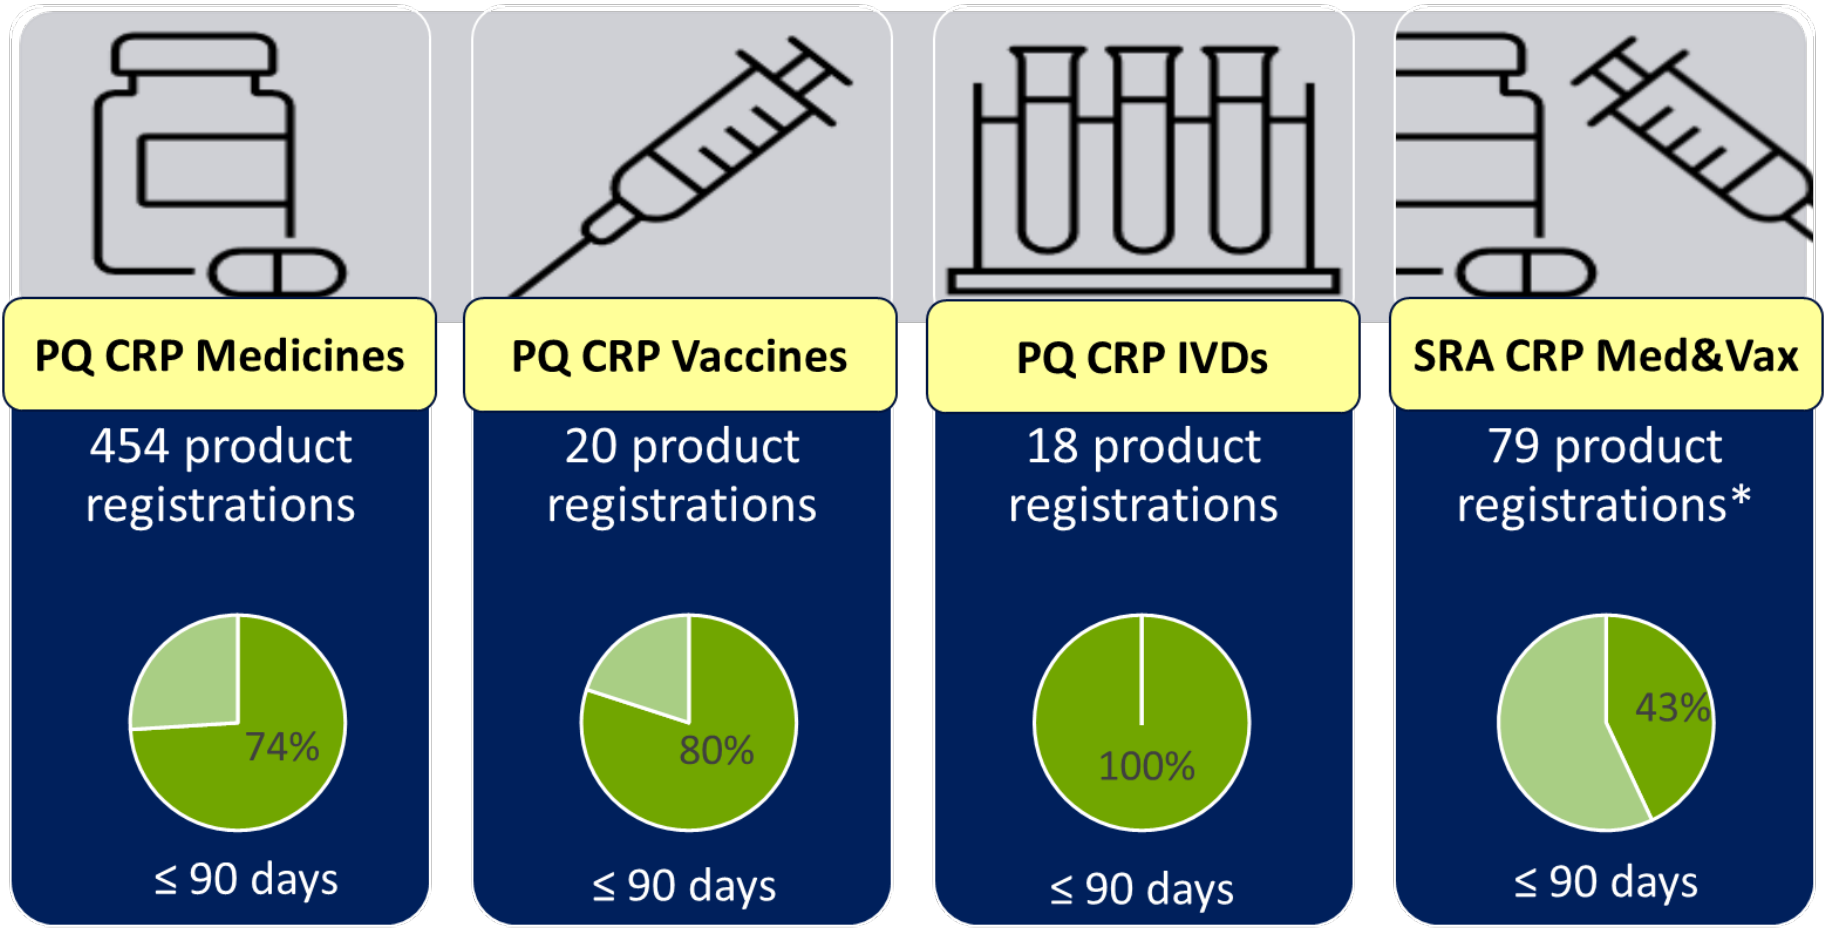 PQ CRP Medicines
454 product
registrations
74%
≤ 90 days
PQ CRP Vaccines
20 product
registrations
80%
≤ 90 days
PQ CRP IVDs
18 product
registrations
100%
≤ 90 days
SRA CRP Med&Vax
79 product
registrations*
43%
≤ 90 days